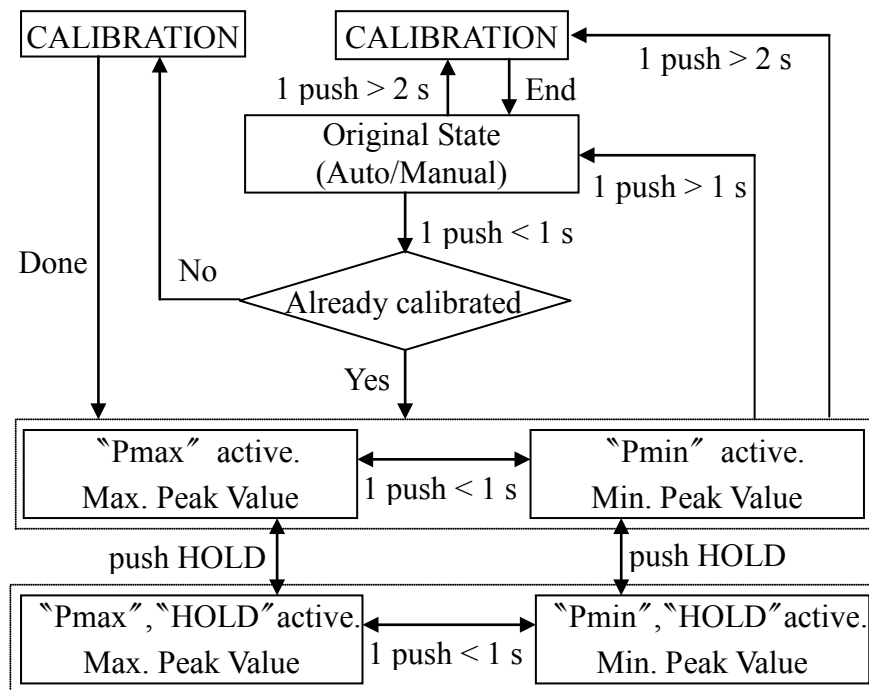 CALIBRATION
CALIBRATION
1 push > 2 s
1 push > 2 s
End
Original State
(Auto/Manual)
1 push > 1 s
1 push < 1 s
Done
No
Already calibrated
Yes
〝Pmax〞 active.
Max. Peak Value
1 push < 1 s
〝Pmin〞 active.
Min. Peak Value
push HOLD
push HOLD
〝Pmax〞,〝HOLD〞active.
Max. Peak Value
1 push < 1 s
〝Pmin〞,〝HOLD〞active.
Min. Peak Value